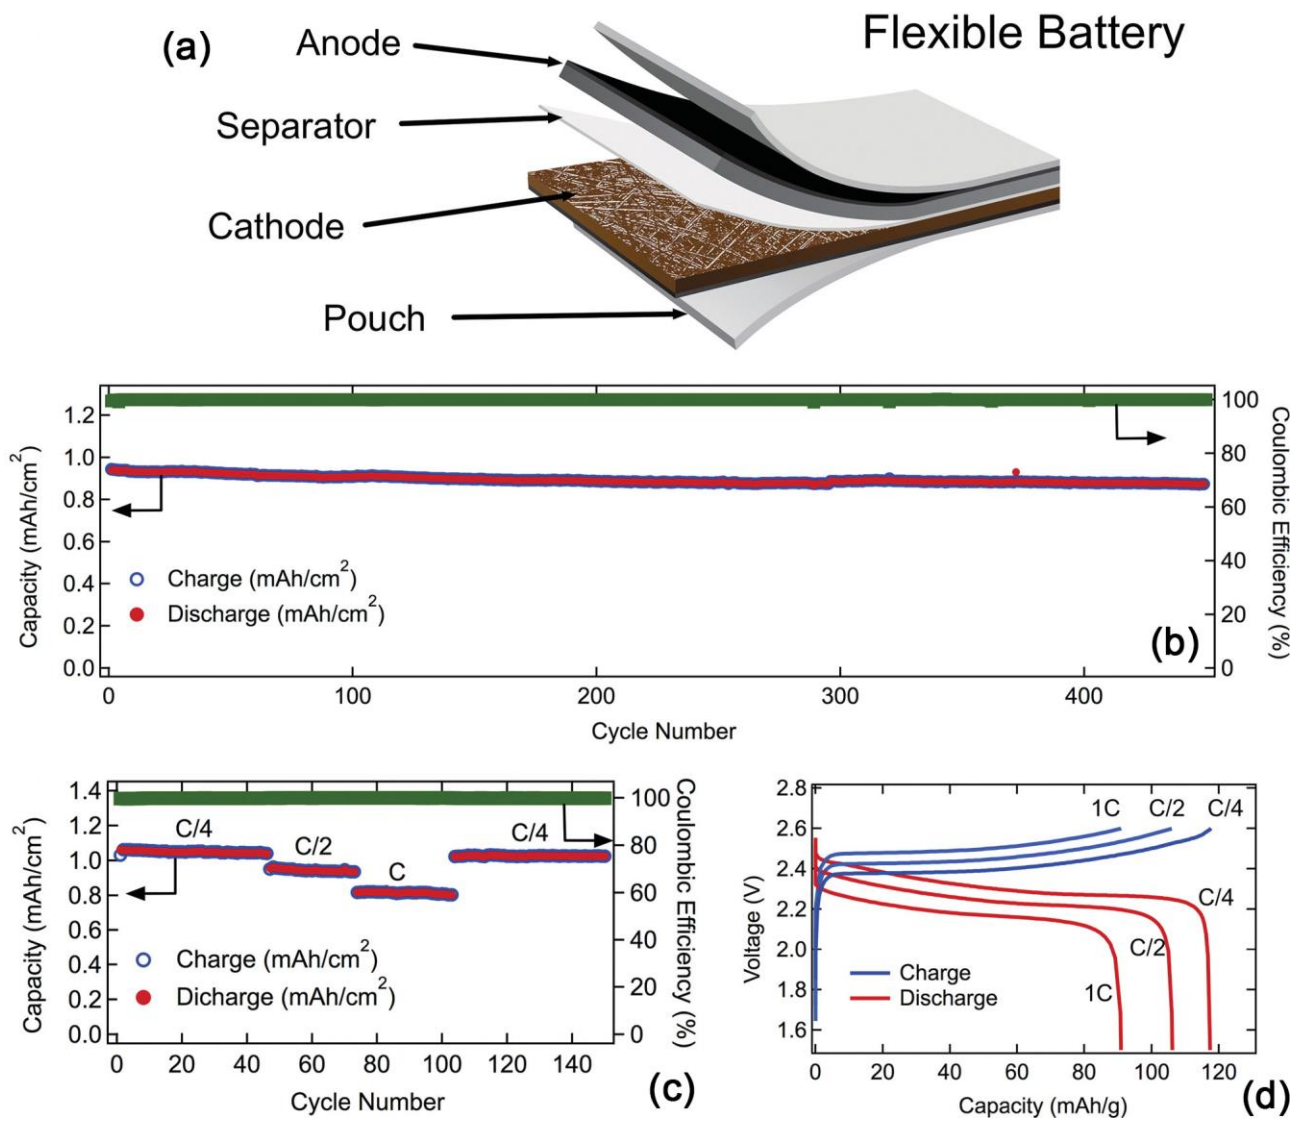 (a)
Flexible Battery
Anode
Separator
Cathode
Pouch
1.2
1.0
0.8
0.6
0.4
0.2
0.0
Capacity (mAh/cm²)
Charge (mAh/cm²)
Discharge (mAh/cm²)
100
80
60
40
20
0
Coulombic Efficiency (%)
(b)
0 100 200 300 400
Cycle Number
1.4
1.2
1.0
0.8
0.6
0.4
0.2
0.0
Capacity (mAh/cm²)
C/4
C/2
C
C/4
Charge (mAh/cm²)
Dicharge (mAh/cm²)
100
80
60
40
20
0
Coulombic Efficiency (%)
0 20 40 60 80 100 120 140
Cycle Number
(c)
2.8
2.6
2.4
2.2
2.0
1.8
1.6
Voltage (V)
1C C/2 C/4
C/4
C/2
1C
Charge
Discharge
0 20 40 60 80 100 120
Capacity (mAh/g)
(d)